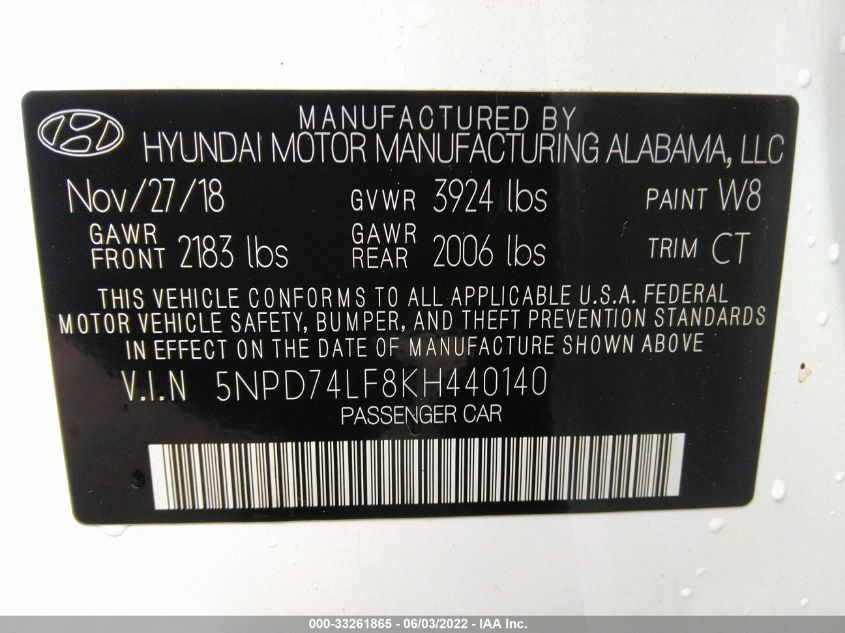 MANUFACTURED BY
HYUNDAI MOTOR MANUFACTURING ALABAMA, LLC
Nov/27/18 GVWR 3924 lbs PAINT W8
GAWR FRONT 2183 lbs GAWR REAR 2006 lbs TRIM CT
THIS VEHICLE CONFORMS TO ALL APPLICABLE U.S.A. FEDERAL
MOTOR VEHICLE SAFETY, BUMPER, AND THEFT PREVENTION STANDARDS
IN EFFECT ON THE DATE OF MANUFACTURE SHOWN ABOVE
V.I.N 5NPD74LF8KH440140
PASSENGER CAR
000-33261865 - 06/03/2022 - IAA Inc.